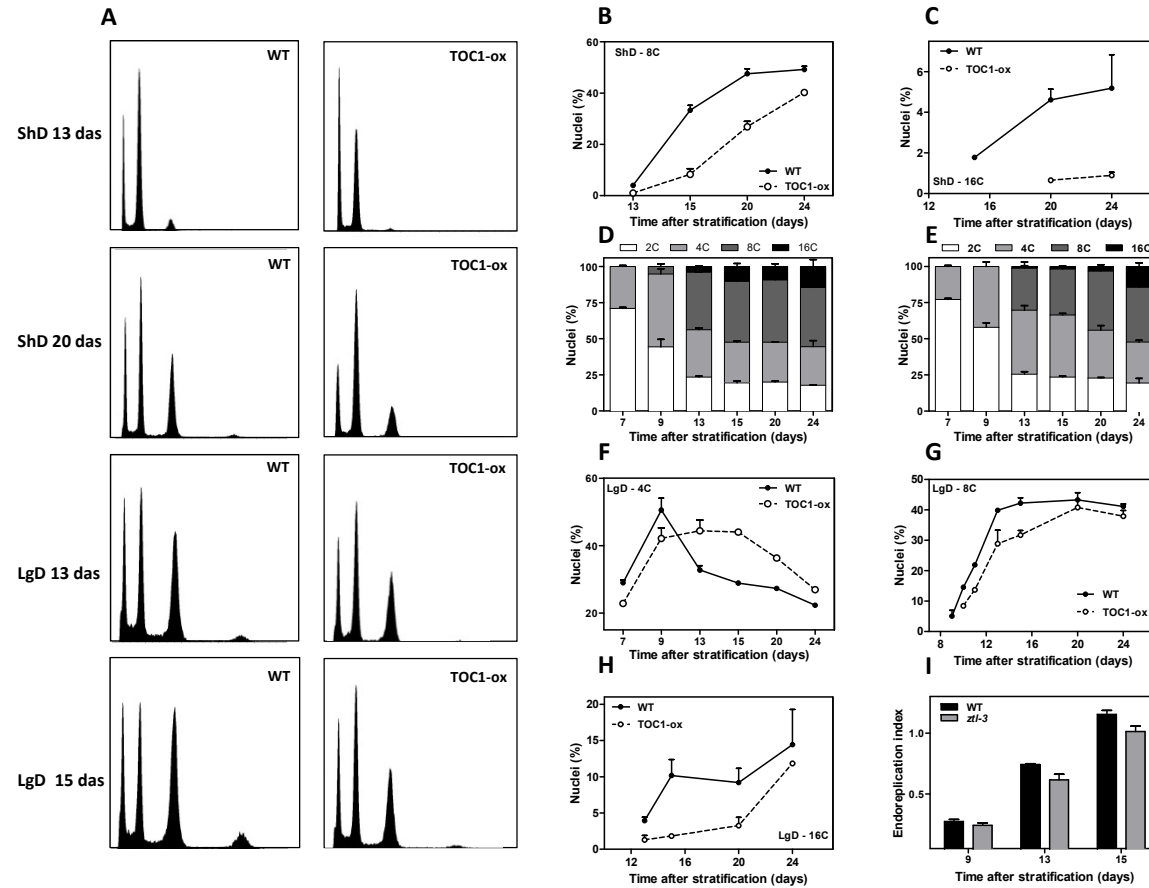 A
WT
TOC1-ox
ShD 13 das
WT
TOC1-ox
ShD 20 das
WT
TOC1-ox
LgD 13 das
WT
TOC1-ox
LgD 15 das
B
ShD - 8C
WT
TOC1-ox
Nuclei (%)
60
40
20
0
13
15
20
24
Time after stratification (days)
C
WT
TOC1-ox
ShD - 16C
Nuclei (%)
6
4
2
0
12
16
20
24
Time after stratification (days)
D
2C
4C
8C
16C
Nuclei (%)
100
75
50
25
0
7
9
13
15
20
24
Time after stratification (days)
E
2C
4C
8C
16C
Nuclei (%)
100
75
50
25
0
7
9
13
15
20
24
Time after stratification (days)
F
LgD - 4C
WT
TOC1-ox
Nuclei (%)
60
40
20
7
9
13
15
20
24
Time after stratification (days)
G
LgD - 8C
WT
TOC1-ox
Nuclei (%)
50
40
30
20
10
0
8
12
16
20
24
Time after stratification (days)
H
WT
TOC1-ox
LgD - 16C
Nuclei (%)
20
15
10
5
0
12
16
20
24
Time after stratification (days)
I
WT
ztl-3
Endoreplication index
1.0
0.5
9
13
15
Time after stratification (days)